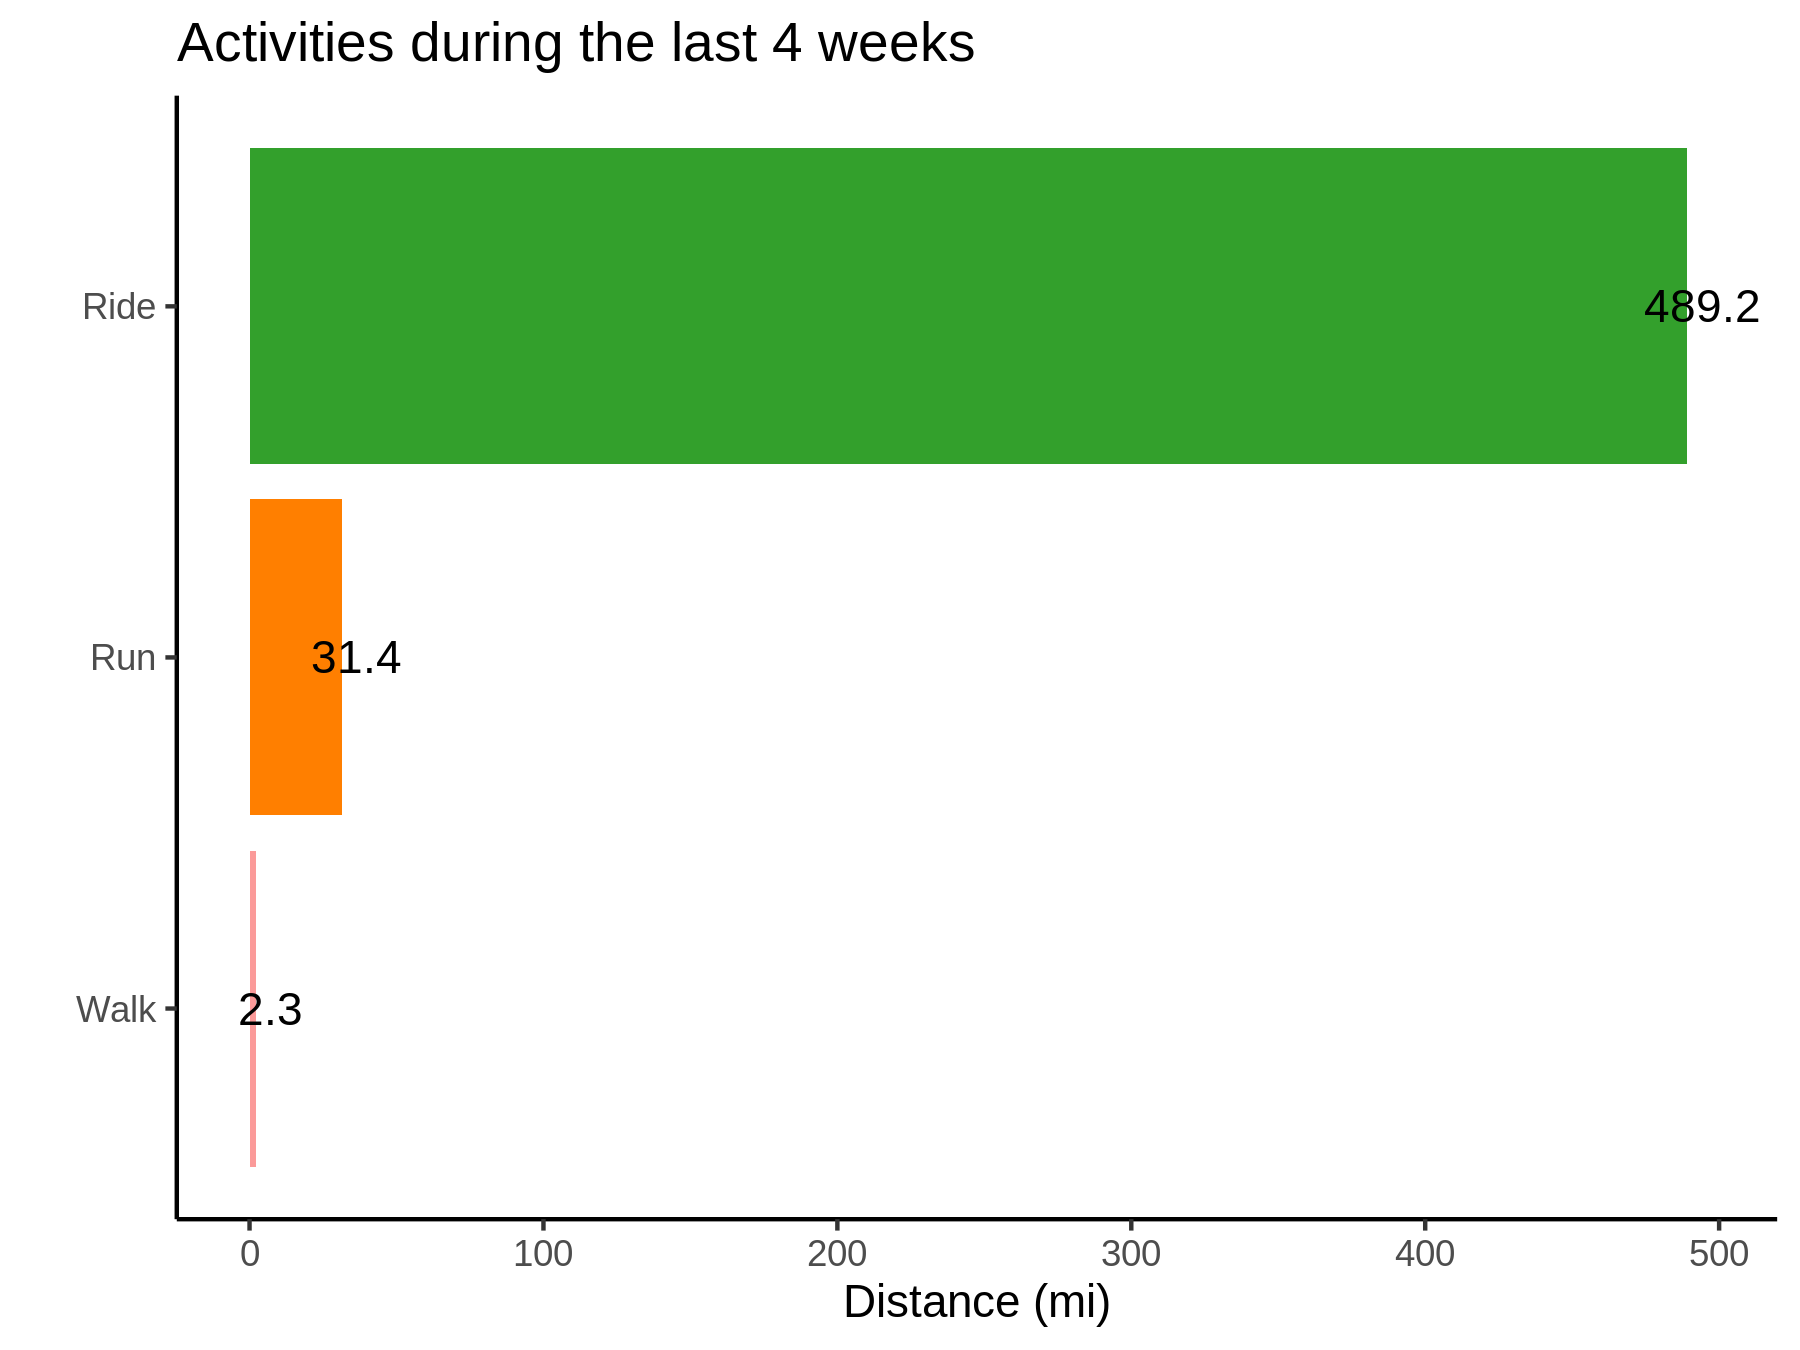 Activities during the last 4 weeks
Ride
489.2
Run
31.4
Walk
2.3
0 100 200 300 400 500
Distance (mi)